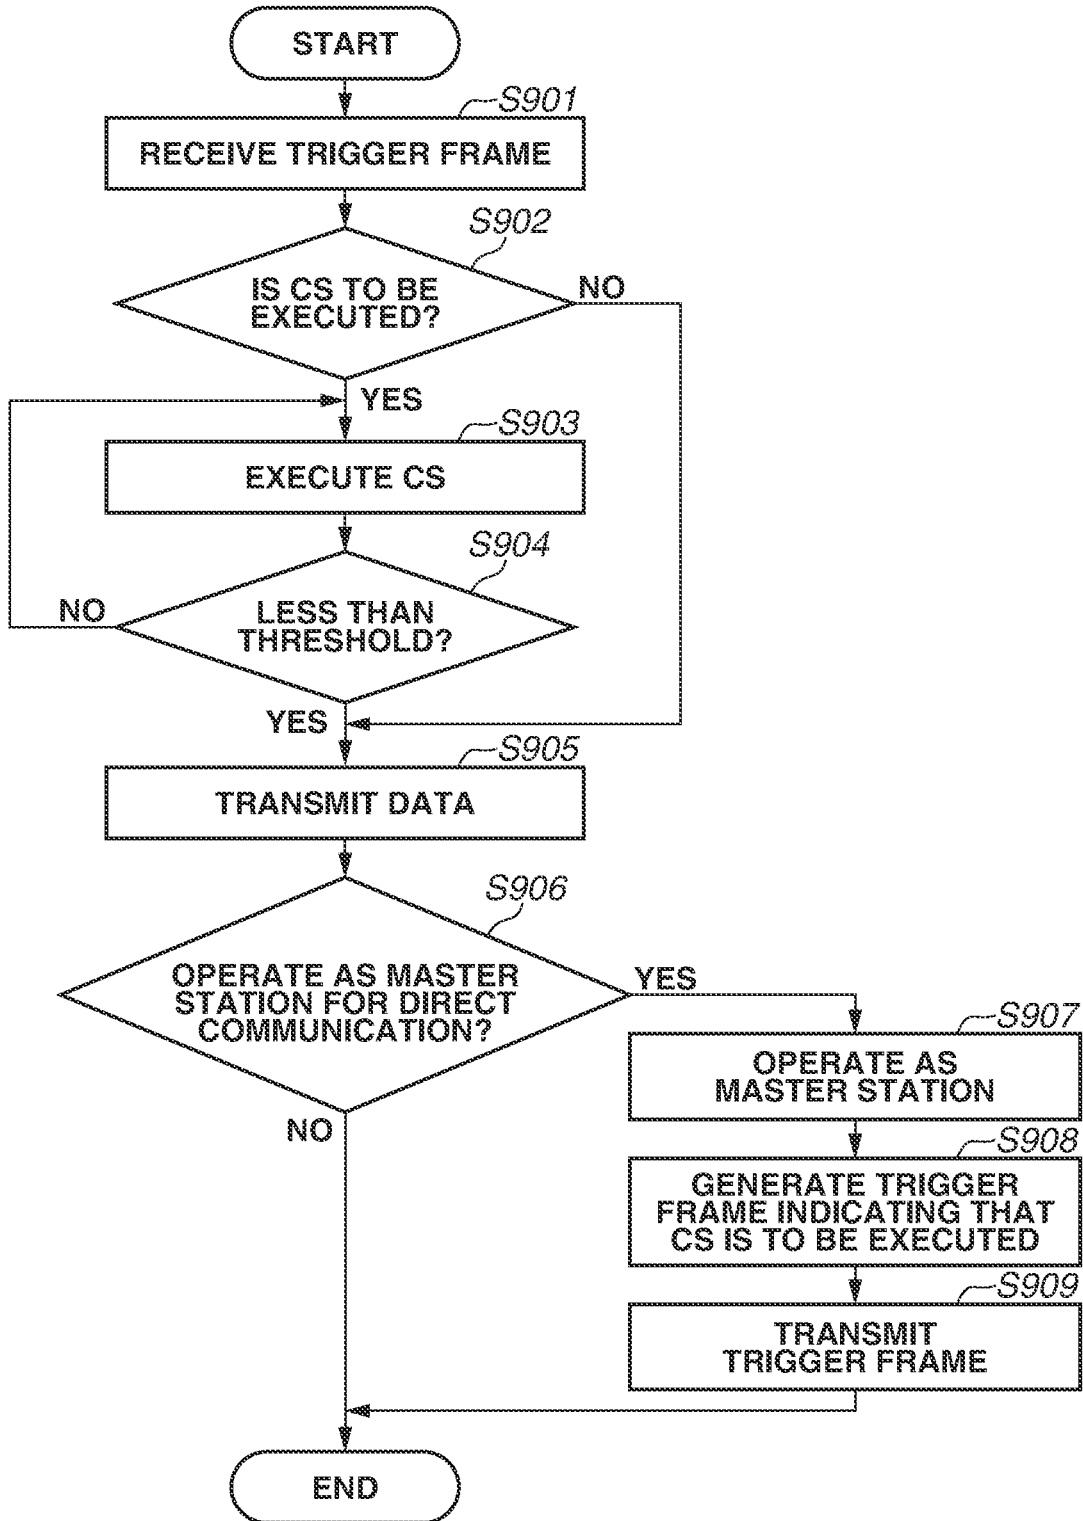 START
S901
RECEIVE TRIGGER FRAME
S902
IS CS TO BE
EXECUTED?
NO
YES
S903
EXECUTE CS
S904
LESS THAN
THRESHOLD?
NO
YES
S905
TRANSMIT DATA
S906
OPERATE AS MASTER
STATION FOR DIRECT
COMMUNICATION?
YES
NO
S907
OPERATE AS
MASTER STATION
S908
GENERATE TRIGGER
FRAME INDICATING THAT
CS IS TO BE EXECUTED
S909
TRANSMIT
TRIGGER FRAME
END